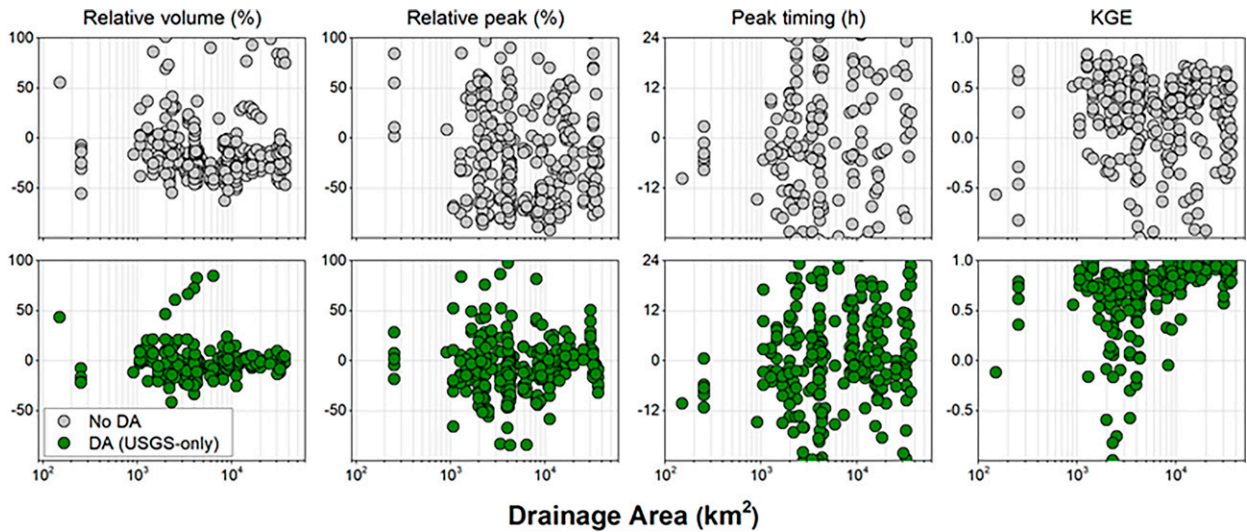 Relative volume (%) Relative peak (%) Peak timing (h) KGE
100 100 24 1.0
50 50 12 0.5
0 0 0 0.0
-50 -50 -12 -0.5
100 100 24 1.0
50 50 12 0.5
0 0 0 0.0
-50 -50 -12 -0.5
No DA
DA (USGS-only)
10² 10³ 10⁴ 10² 10³ 10⁴ 10² 10³ 10⁴ 10² 10³ 10⁴
Drainage Area (km²)